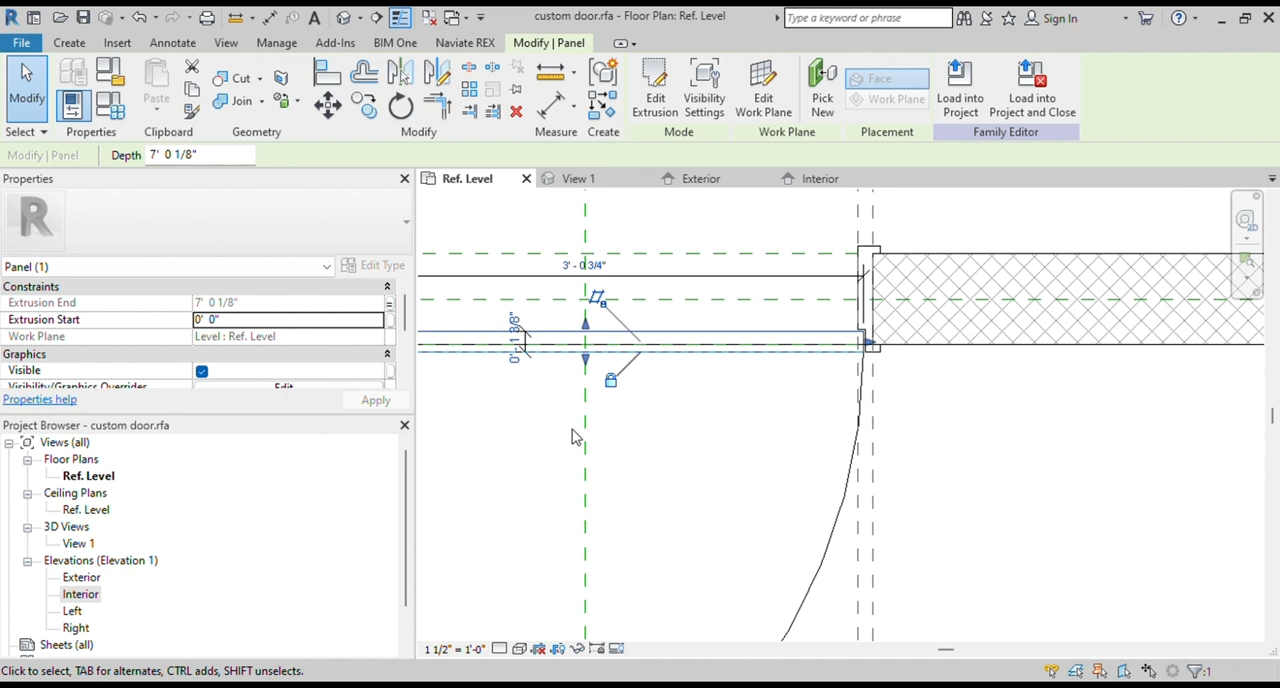 custom door.rfa - Floor Plan: Ref. Level
Type a keyword or phrase
Sign In
File
Create
Insert
Annotate
View
Manage
Add-Ins
BIM One
Naviate REX
Modify | Panel
Modify
Paste
Cut
Join
Edit Extrusion
Visibility Settings
Edit Work Plane
Pick New
Face
Work Plane
Load into Project
Load into Project and Close
Select
Properties
Clipboard
Geometry
Modify
Measure
Create
Mode
Work Plane
Placement
Family Editor
Modify | Panel
Depth
7' 0 1/8"
Properties
R
Panel (1)
Edit Type
Constraints
Extrusion End
7' 0 1/8"
Extrusion Start
0' 0"
Work Plane
Level : Ref. Level
Graphics
Visible
Visibility/Graphics Overrides
Edit...
Properties help
Apply
Project Browser - custom door.rfa
Views (all)
Floor Plans
Ref. Level
Ceiling Plans
Ref. Level
3D Views
View 1
Elevations (Elevation 1)
Exterior
Interior
Left
Right
Sheets (all)
Ref. Level
View 1
Exterior
Interior
3' - 0 3/4"
0' - 1 3/8"
2D
1 1/2" = 1'-0"
Click to select, TAB for alternates, CTRL adds, SHIFT unselects.
:1